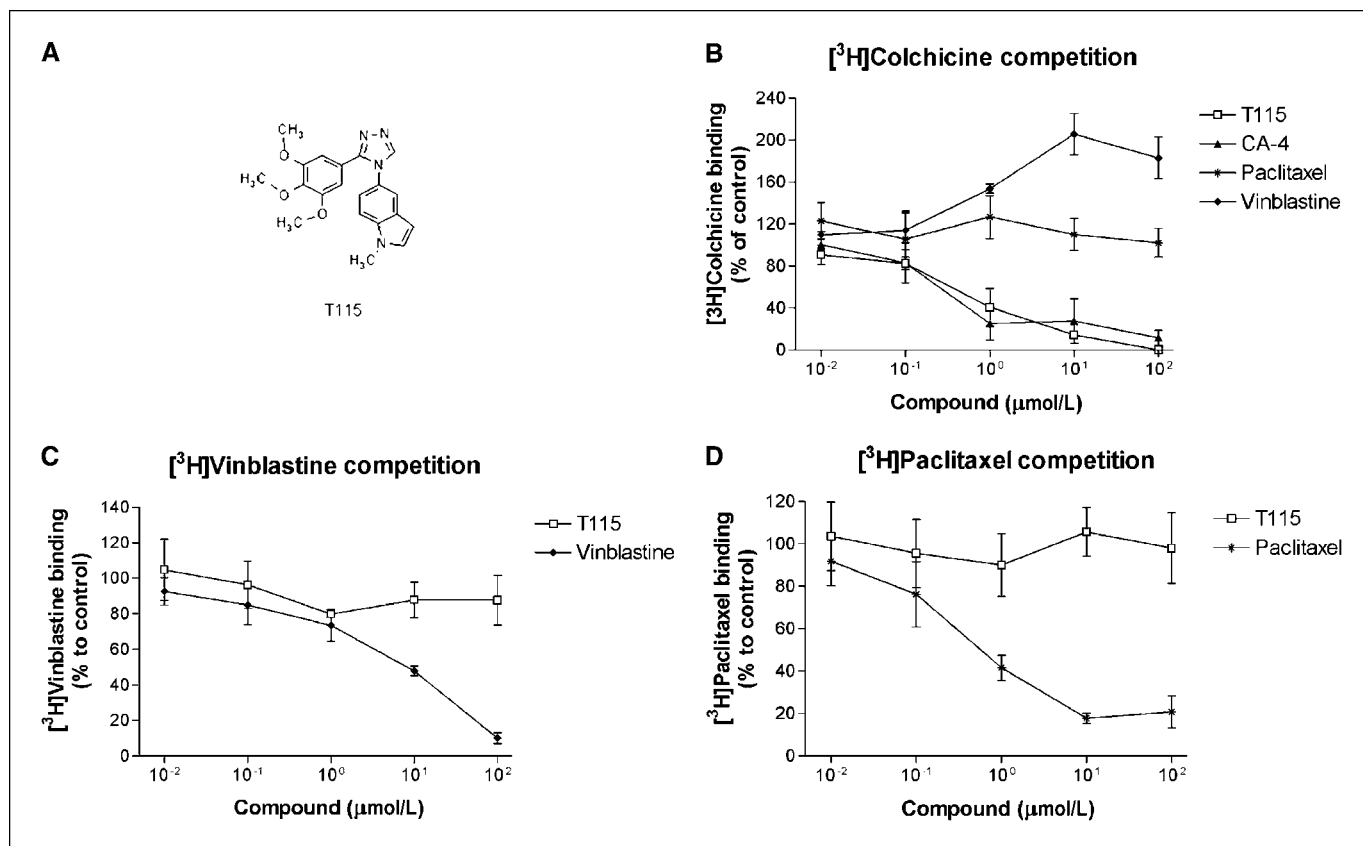 A
CH₃
O
N N
N
O
H₃C
O
H₃C
N
H₃C
T115
B
[³H]Colchicine competition
[3H]Colchicine binding
(% of control)
240
200
160
120
80
40
0
10⁻² 10⁻¹ 10⁰ 10¹ 10²
Compound (μmol/L)
T115
CA-4
Paclitaxel
Vinblastine
C
[³H]Vinblastine competition
[³H]Vinblastine binding
(% to control)
140
120
100
80
60
40
20
0
10⁻² 10⁻¹ 10⁰ 10¹ 10²
Compound (μmol/L)
T115
Vinblastine
D
[³H]Paclitaxel competition
[³H]Paclitaxel binding
(% to control)
120
100
80
60
40
20
0
10⁻² 10⁻¹ 10⁰ 10¹ 10²
Compound (μmol/L)
T115
Paclitaxel